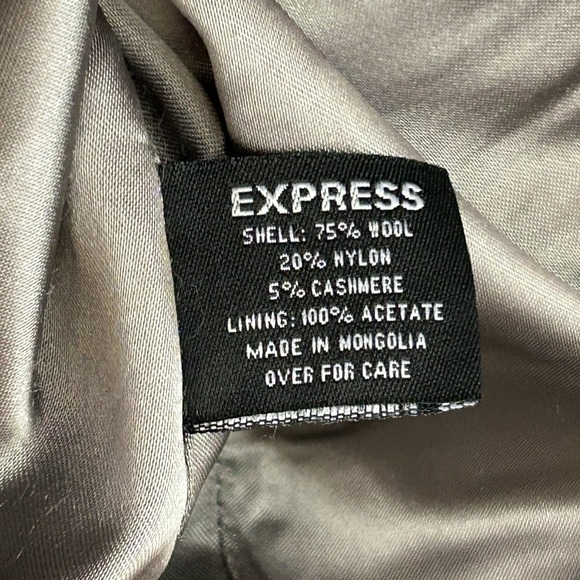 EXPRESS
SHELL: 75% WOOL
20% NYLON
5% CASHMERE
LINING: 100% ACETATE
MADE IN MONGOLIA
OVER FOR CARE